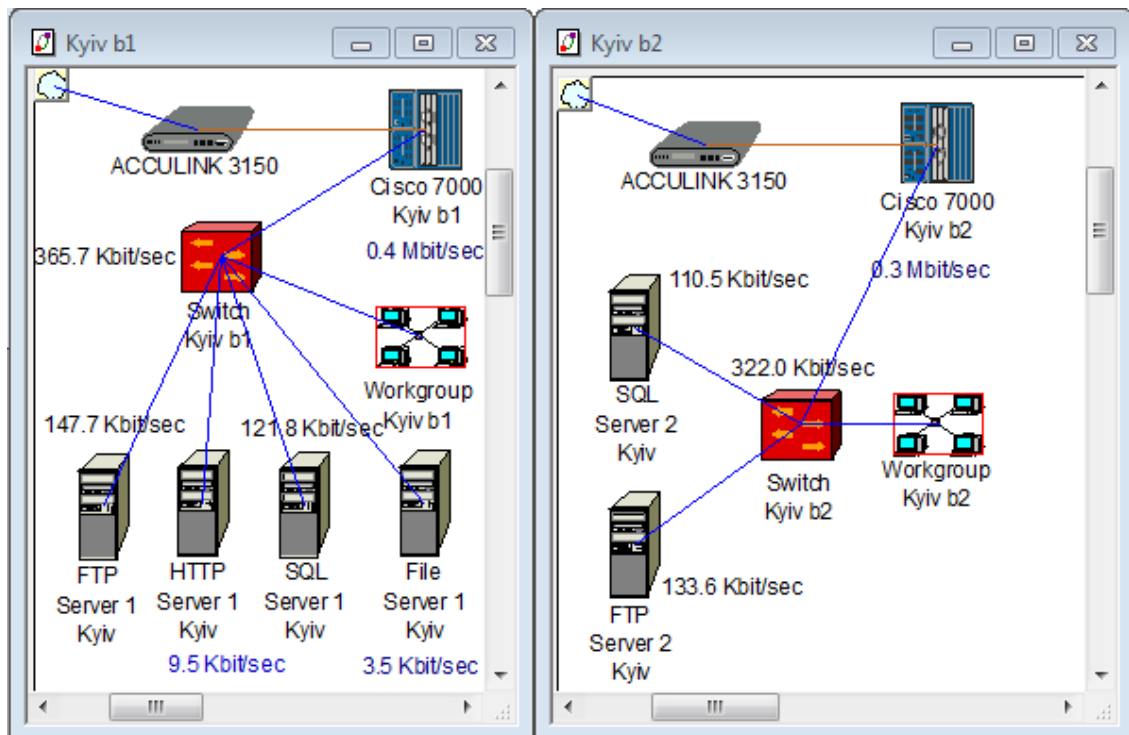 Kyiv b1
ACCULINK 3150
Cisco 7000
Kyiv b1
365.7 Kbit/sec
0.4 Mbit/sec
Switch
Kyiv b1
Workgroup
Kyiv b1
147.7 Kbit/sec
121.8 Kbit/sec
FTP
Server 1
Kyiv
HTTP
Server 1
Kyiv
SQL
Server 1
Kyiv
File
Server 1
Kyiv
9.5 Kbit/sec
3.5 Kbit/sec
Kyiv b2
ACCULINK 3150
Cisco 7000
Kyiv b2
0.3 Mbit/sec
110.5 Kbit/sec
SQL
Server 2
Kyiv
322.0 Kbit/sec
Switch
Kyiv b2
Workgroup
Kyiv b2
133.6 Kbit/sec
FTP
Server 2
Kyiv